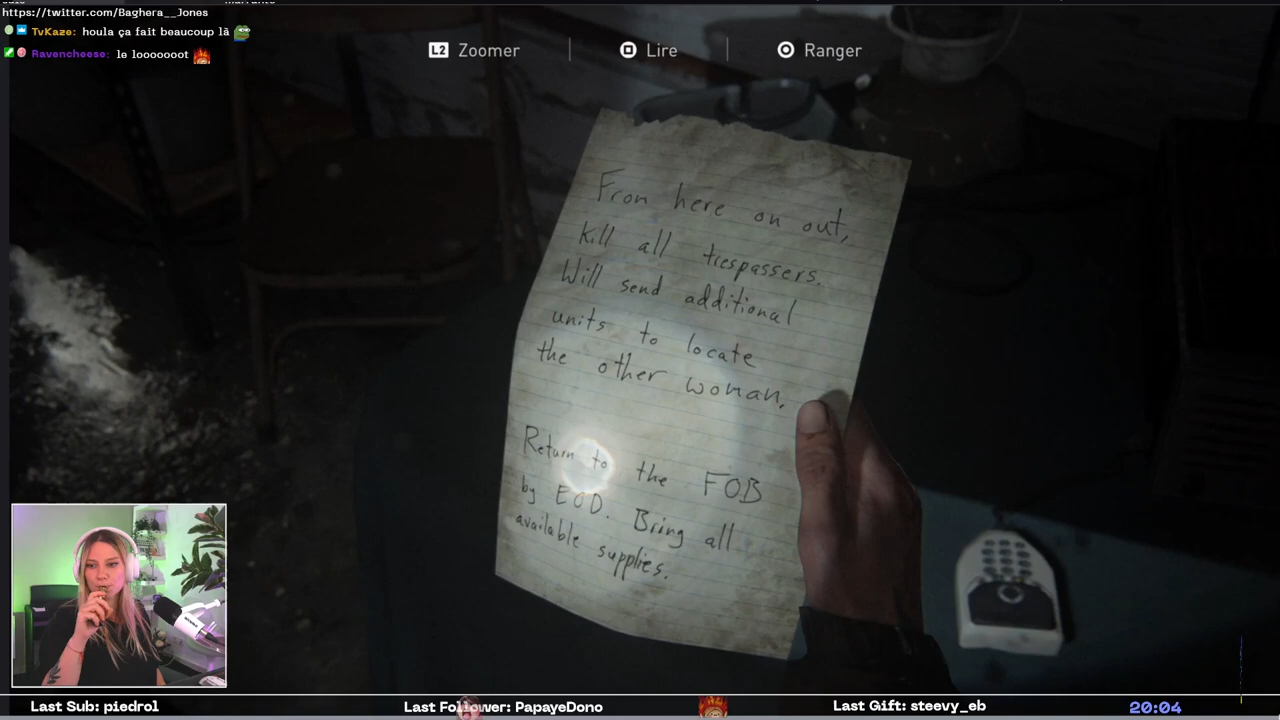 https://twitter.com/Baghera__Jones
TvKaze: houla ça fait beaucoup là
Ravencheese: le looooooot
L2 Zoomer
Lire
Ranger
From here on out,
kill all trespassers.
Will send additional
units to locate
the other woman.
Return to the FOB
by EOD. Bring all
available supplies.
Last Sub: piedrol
Last Follower: PapayeDono
Last Gift: steevy_eb
20:04